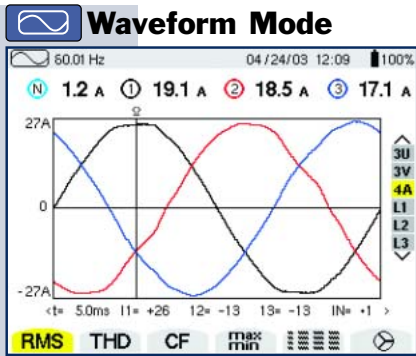 Waveform Mode
60.01 Hz 04/24/03 12:09 100%
N 1.2 A 1 19.1 A 2 18.5 A 3 17.1 A
27A
0
-27A
3U
3V
4A
L1
L2
L3
<t= 5.0ms I1= +26 I2= -13 I3= -13 IN= +1 >
RMS THD CF max min